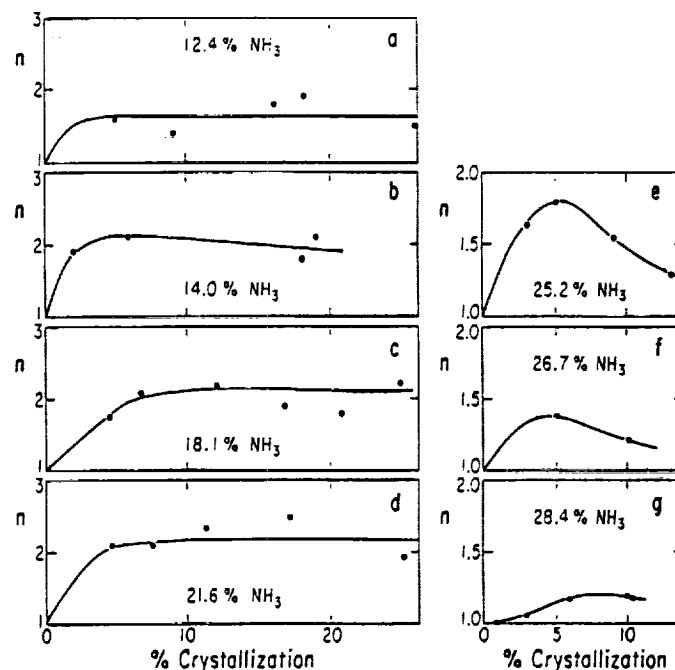 3
a
12.4 % NH₃
n
2
1
3
b
n
2
14.0 % NH₃
1
3
c
n
2
18.1 % NH₃
1
3
d
n
2
21.6 % NH₃
1
0
10
20
% Crystallization
2.0
e
n
1.5
25.2 % NH₃
1.0
2.0
f
26.7 % NH₃
n
1.5
1.0
2.0
g
28.4 % NH₃
n
1.5
1.0
0
5
10
% Crystallization